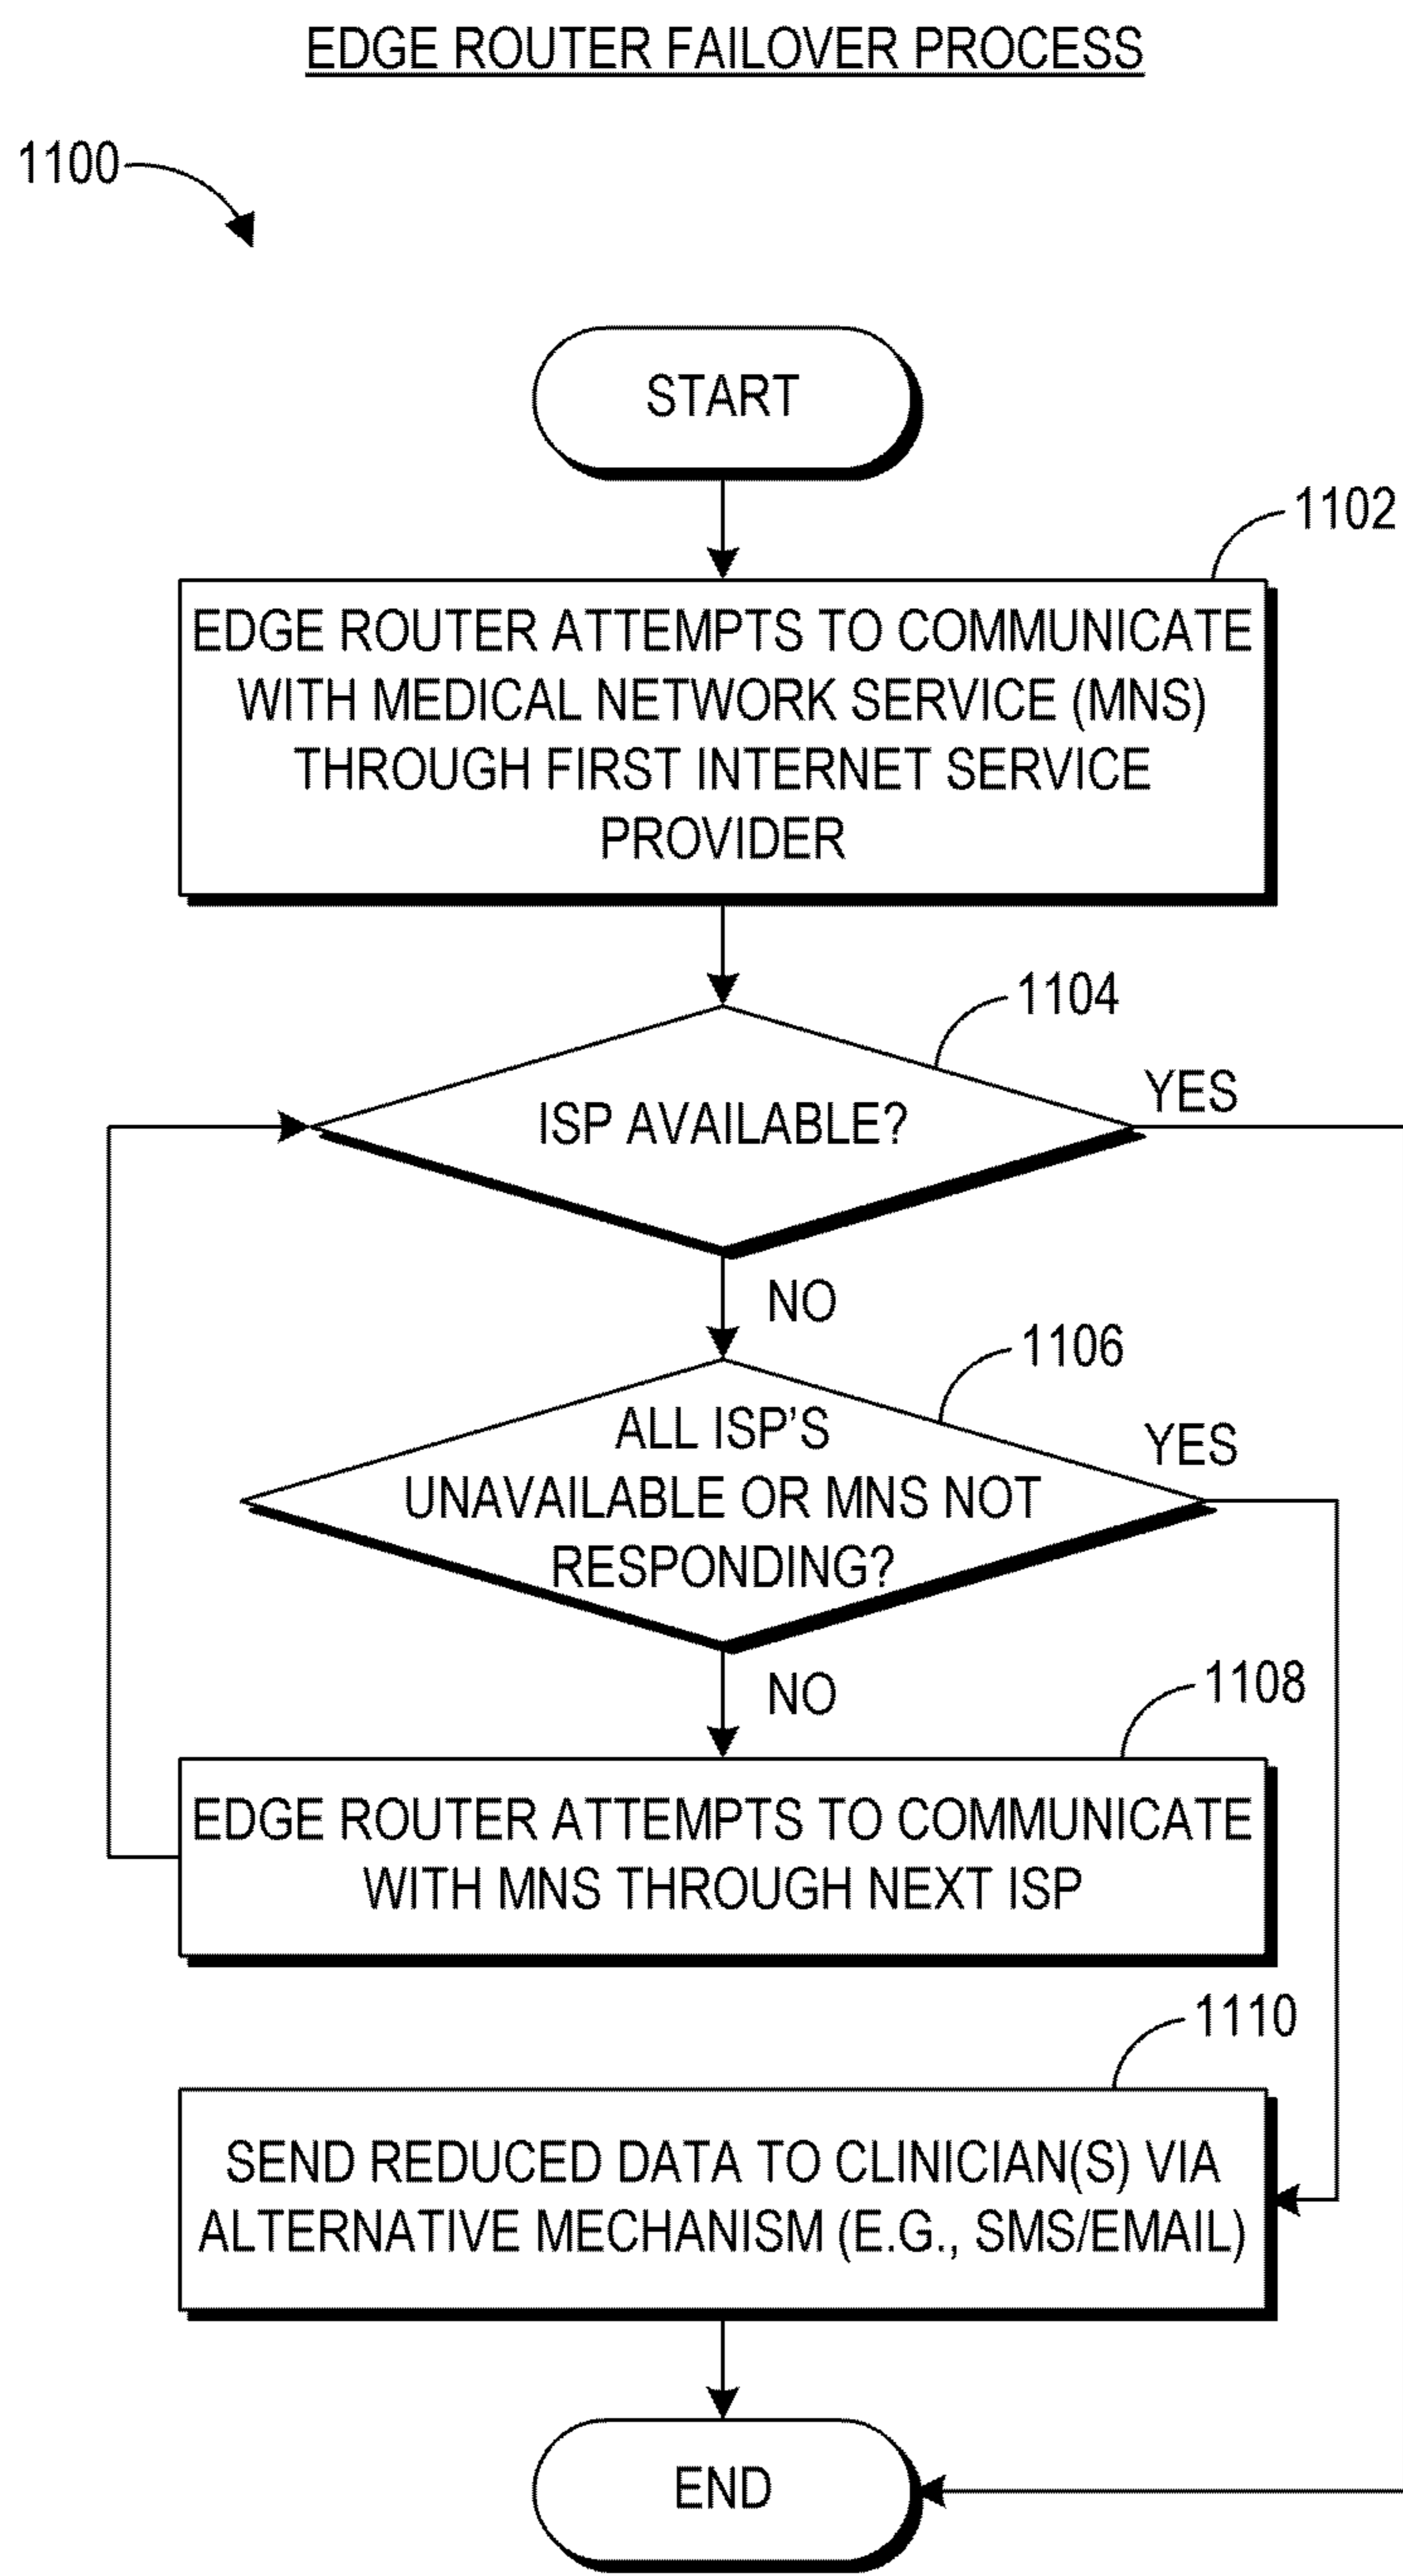 EDGE ROUTER FAILOVER PROCESS
1100
START
1102
EDGE ROUTER ATTEMPTS TO COMMUNICATE
WITH MEDICAL NETWORK SERVICE (MNS)
THROUGH FIRST INTERNET SERVICE
PROVIDER
1104
ISP AVAILABLE?
YES
NO
1106
ALL ISP’S
UNAVAILABLE OR MNS NOT
RESPONDING?
YES
NO
1108
EDGE ROUTER ATTEMPTS TO COMMUNICATE
WITH MNS THROUGH NEXT ISP
1110
SEND REDUCED DATA TO CLINICIAN(S) VIA
ALTERNATIVE MECHANISM (E.G., SMS/EMAIL)
END